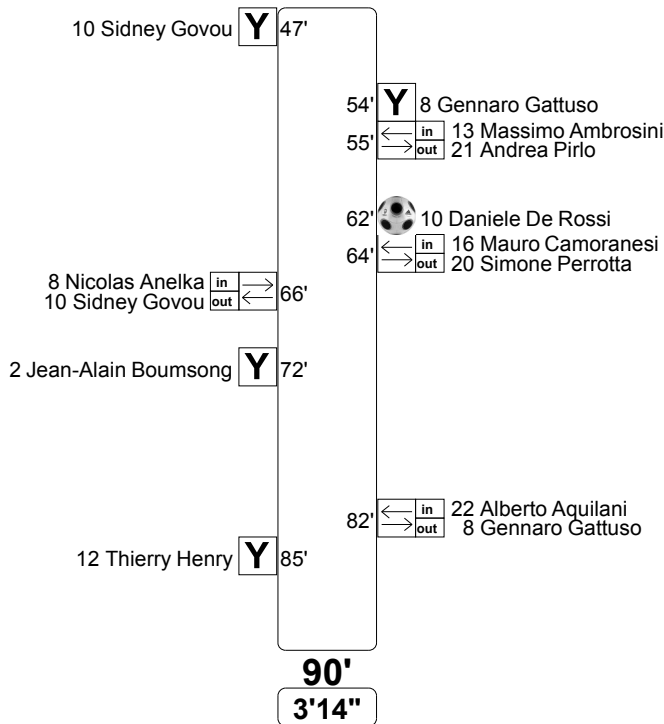 10 Sidney Govou Y 47'
54' Y 8 Gennaro Gattuso
55' in 13 Massimo Ambrosini
out 21 Andrea Pirlo
62' 10 Daniele De Rossi
64' in 16 Mauro Camoranesi
out 20 Simone Perrotta
8 Nicolas Anelka in
10 Sidney Govou out 66'
2 Jean-Alain Boumsong Y 72'
82' in 22 Alberto Aquilani
out 8 Gennaro Gattuso
12 Thierry Henry Y 85'
90'
3'14"